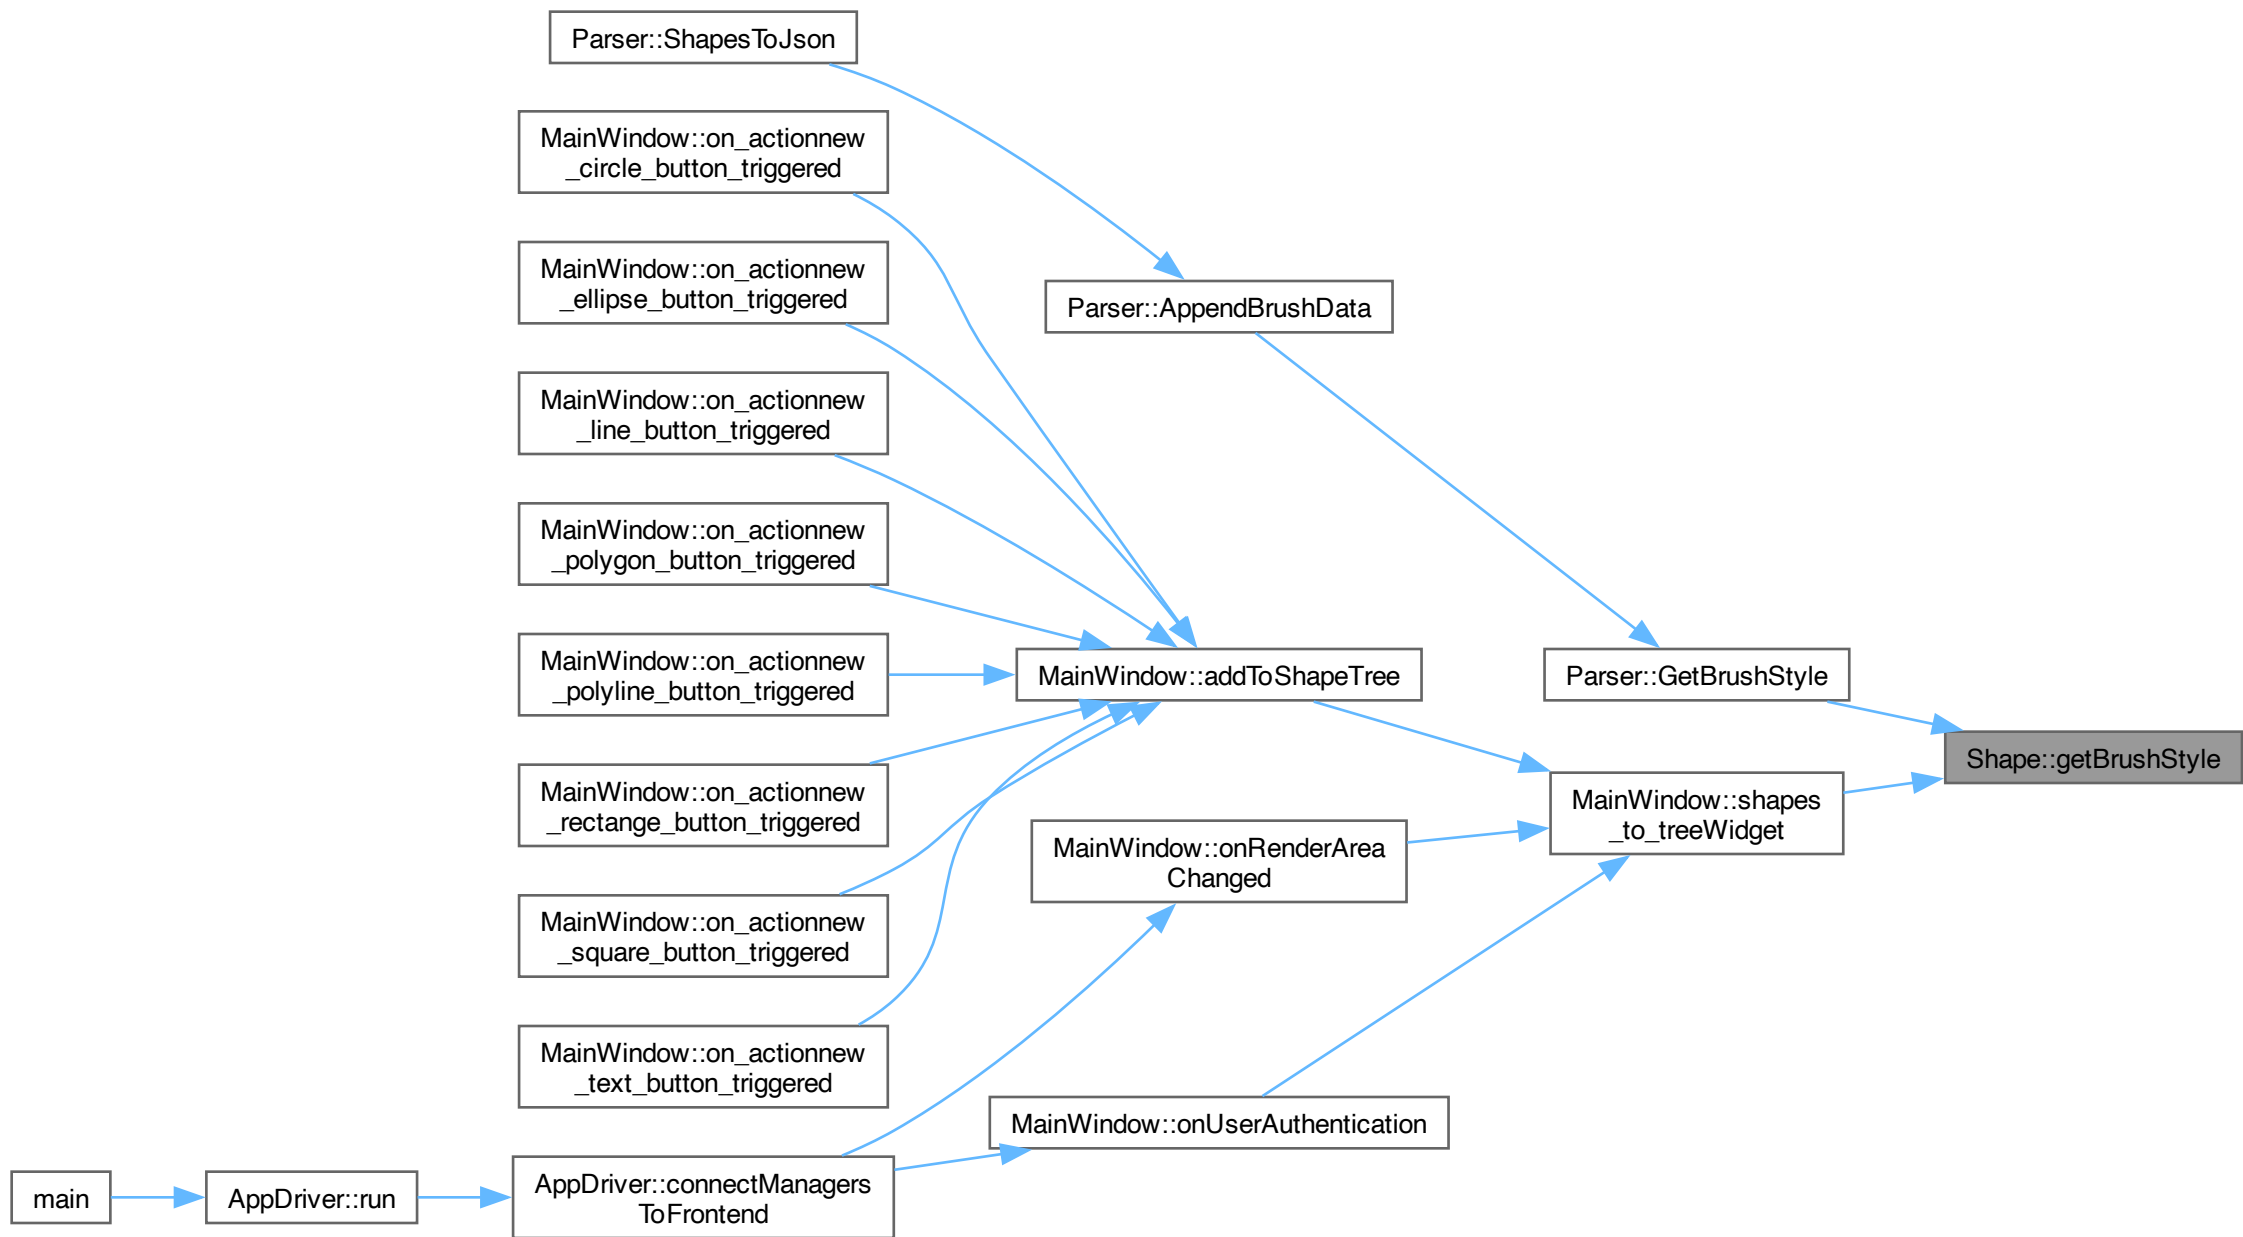 Parser::ShapesToJson
MainWindow::on_actionnew
_circle_button_triggered
MainWindow::on_actionnew
_ellipse_button_triggered
MainWindow::on_actionnew
_line_button_triggered
MainWindow::on_actionnew
_polygon_button_triggered
MainWindow::on_actionnew
_polyline_button_triggered
MainWindow::on_actionnew
_rectange_button_triggered
MainWindow::on_actionnew
_square_button_triggered
MainWindow::on_actionnew
_text_button_triggered
AppDriver::connectManagers
ToFrontend
AppDriver::run
main
Parser::AppendBrushData
MainWindow::addToShapeTree
MainWindow::onRenderArea
Changed
MainWindow::onUserAuthentication
Parser::GetBrushStyle
MainWindow::shapes
_to_treeWidget
Shape::getBrushStyle